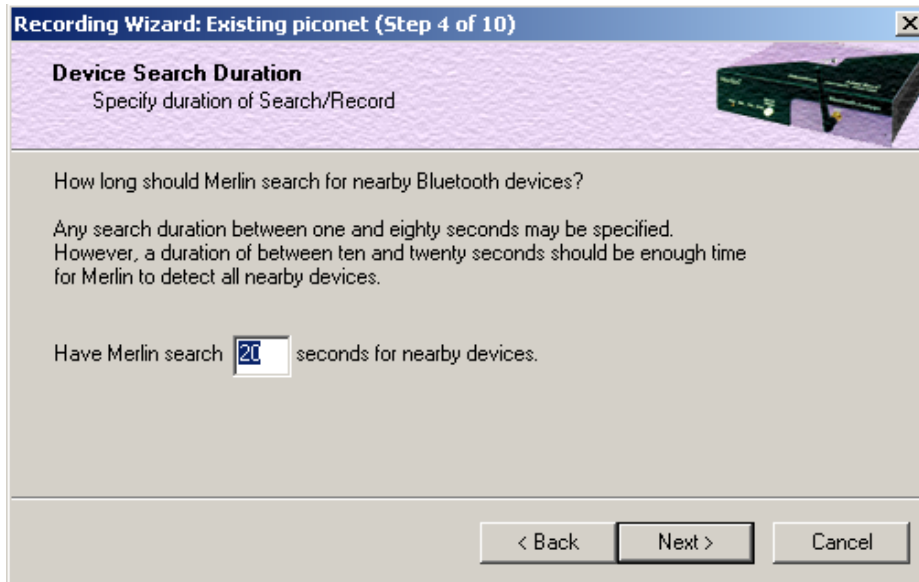 Recording Wizard: Existing piconet (Step 4 of 10)
Device Search Duration
Specify duration of Search/Record
How long should Merlin search for nearby Bluetooth devices?
Any search duration between one and eighty seconds may be specified.
However, a duration of between ten and twenty seconds should be enough time
for Merlin to detect all nearby devices.
Have Merlin search 20 seconds for nearby devices.
< Back Next > Cancel